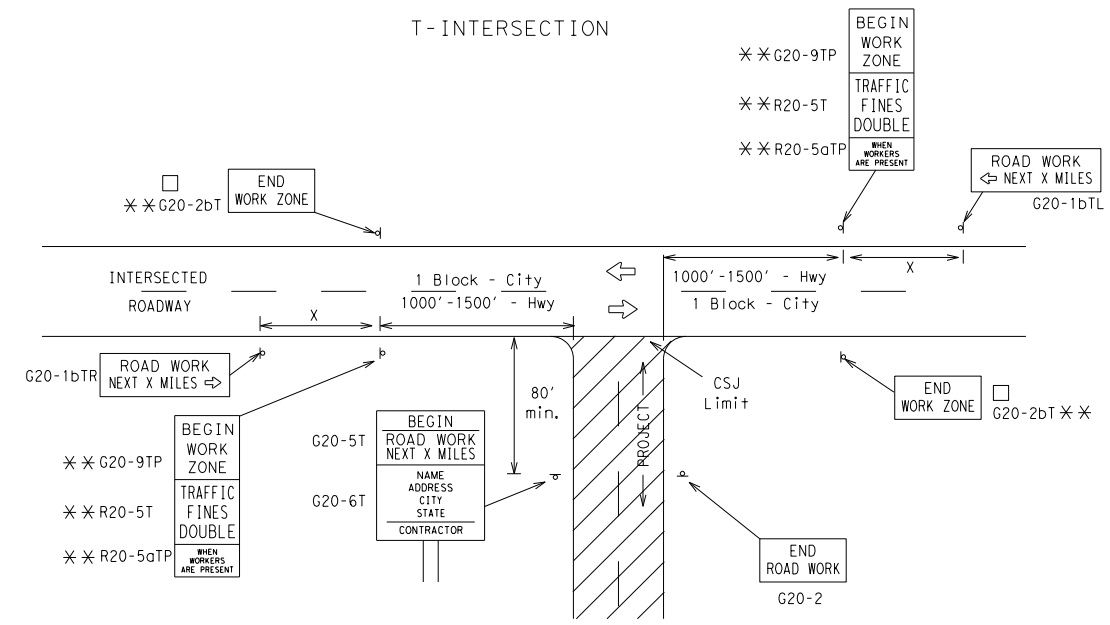 T-INTERSECTION
BEGIN
WORK
ZONE
✳ ✳ G20-9TP
TRAFFIC
FINES
DOUBLE
✳ ✳ R20-5T
WHEN
WORKERS
ARE PRESENT
✳ ✳ R20-5aTP
ROAD WORK
⇦ NEXT X MILES
G20-1bTL
END
WORK ZONE
□
✳ ✳ G20-2bT
INTERSECTED
ROADWAY
1 Block - City
1000'-1500' - Hwy
X
1000'-1500' - Hwy
1 Block - City
X
G20-1bTR
ROAD WORK
NEXT X MILES ⇨
BEGIN
WORK
ZONE
✳ ✳ G20-9TP
TRAFFIC
FINES
DOUBLE
✳ ✳ R20-5T
WHEN
WORKERS
ARE PRESENT
✳ ✳ R20-5aTP
G20-5T
BEGIN
ROAD WORK
NEXT X MILES
G20-6T
NAME
ADDRESS
CITY
STATE
CONTRACTOR
80'
min.
PROJECT
CSJ
Limit
END
WORK ZONE
□
G20-2bT ✳ ✳
END
ROAD WORK
G20-2